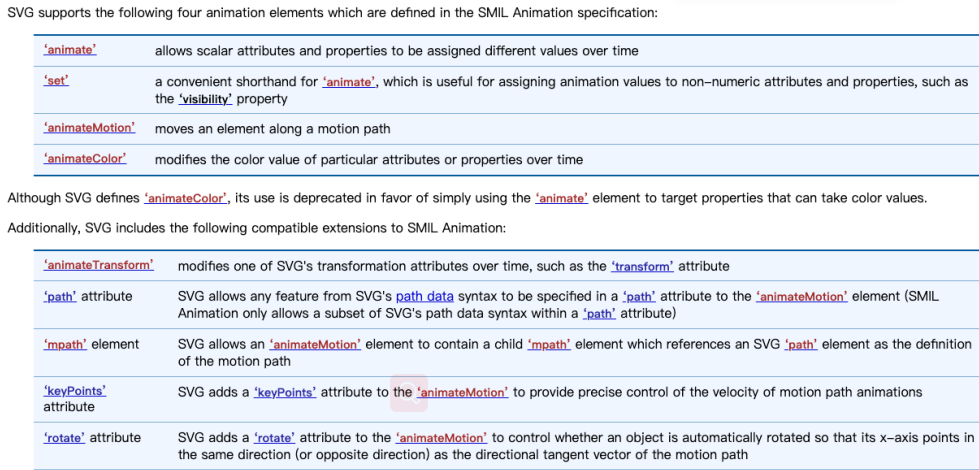 SVG supports the following four animation elements which are defined in the SMIL Animation specification:
‘animate’ allows scalar attributes and properties to be assigned different values over time
‘set’ a convenient shorthand for ‘animate’, which is useful for assigning animation values to non-numeric attributes and properties, such as
the ‘visibility’ property
‘animateMotion’ moves an element along a motion path
‘animateColor’ modifies the color value of particular attributes or properties over time
Although SVG defines ‘animateColor’, its use is deprecated in favor of simply using the ‘animate’ element to target properties that can take color values.
Additionally, SVG includes the following compatible extensions to SMIL Animation:
‘animateTransform’ modifies one of SVG's transformation attributes over time, such as the ‘transform’ attribute
‘path’ attribute SVG allows any feature from SVG's path data syntax to be specified in a ‘path’ attribute to the ‘animateMotion’ element (SMIL
Animation only allows a subset of SVG's path data syntax within a ‘path’ attribute)
‘mpath’ element SVG allows an ‘animateMotion’ element to contain a child ‘mpath’ element which references an SVG ‘path’ element as the definition
of the motion path
‘keyPoints’ SVG adds a ‘keyPoints’ attribute to the ‘animateMotion’ to provide precise control of the velocity of motion path animations
attribute
‘rotate’ attribute SVG adds a ‘rotate’ attribute to the ‘animateMotion’ to control whether an object is automatically rotated so that its x-axis points in
the same direction (or opposite direction) as the directional tangent vector of the motion path